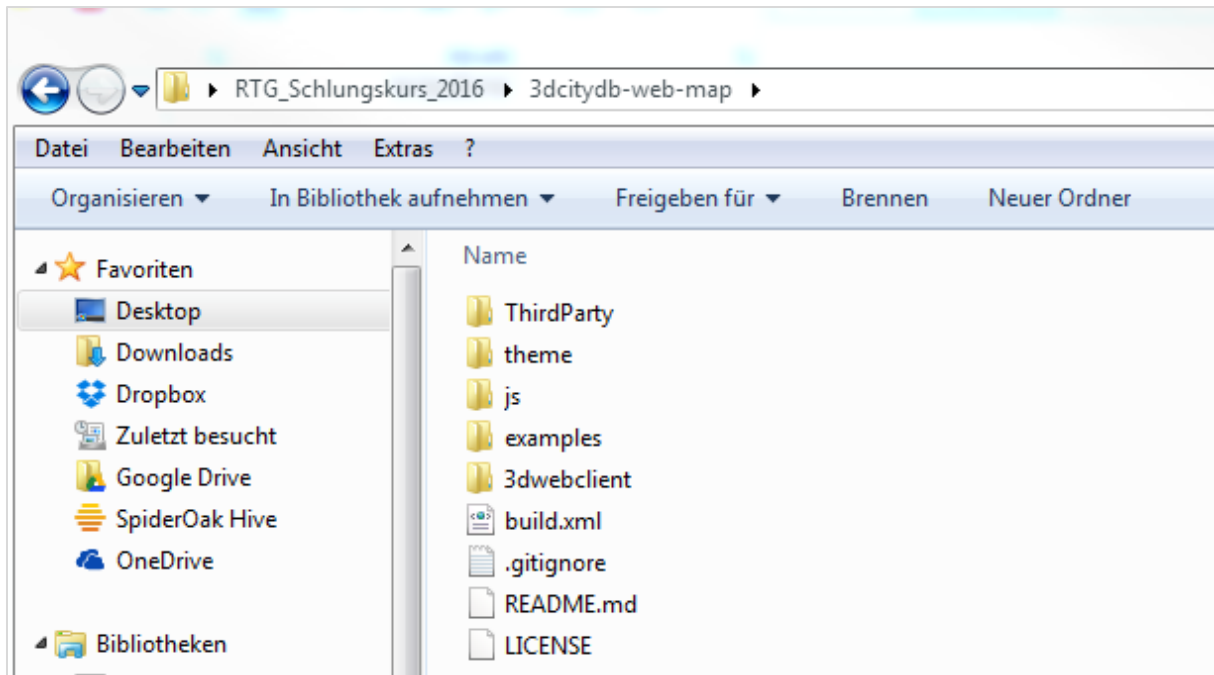 RTG_Schlungskurs_2016 3dcitydb-web-map
Datei Bearbeiten Ansicht Extras ?
Organisieren In Bibliothek aufnehmen Freigeben für Brennen Neuer Ordner
Favoriten
Desktop
Downloads
Dropbox
Zuletzt besucht
Google Drive
SpiderOak Hive
OneDrive
Bibliotheken
Name
ThirdParty
theme
js
examples
3dwebclient
build.xml
.gitignore
README.md
LICENSE